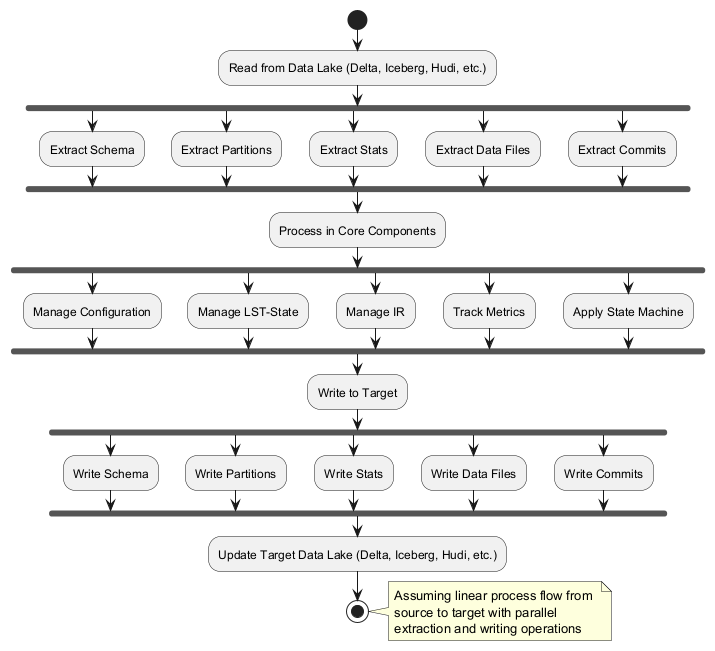 Read from Data Lake (Delta, Iceberg, Hudi, etc.)
Extract Schema
Extract Partitions
Extract Stats
Extract Data Files
Extract Commits
Process in Core Components
Manage Configuration
Manage LST-State
Manage IR
Track Metrics
Apply State Machine
Write to Target
Write Schema
Write Partitions
Write Stats
Write Data Files
Write Commits
Update Target Data Lake (Delta, Iceberg, Hudi, etc.)
Assuming linear process flow from
source to target with parallel
extraction and writing operations